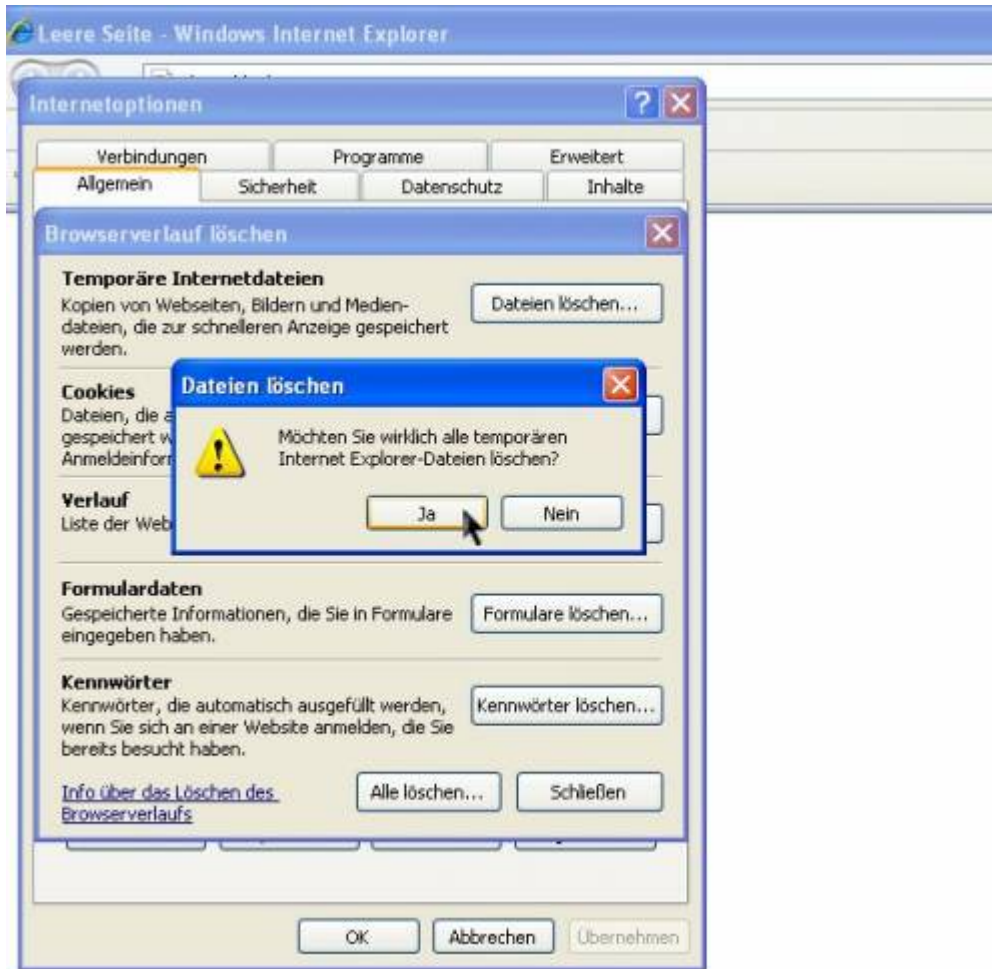 Leere Seite - Windows Internet Explorer
Internetoptionen
Verbindungen Programme Erweitert
Allgemein Sicherheit Datenschutz Inhalte
Browserverlauf löschen
Temporäre Internetdateien
Kopien von Webseiten, Bildern und Medien-
dateien, die zur schnelleren Anzeige gespeichert
werden.
Dateien löschen...
Cookies
Dateien, die
gespeichert
Verlauf
Liste der
Dateien löschen
Möchten Sie wirklich alle temporären
Internet Explorer-Dateien löschen?
Ja Nein
Formulardaten
Gespeicherte Informationen, die Sie in Formulare
eingegeben haben.
Formulare löschen...
Kennwörter
Kennwörter, die automatisch ausgefüllt werden,
wenn Sie sich an einer Website anmelden, die Sie
bereits besucht haben.
Kennwörter löschen...
Info über das Löschen des
Browserverlaufs
Alle löschen... Schließen
OK Abbrechen Übernehmen